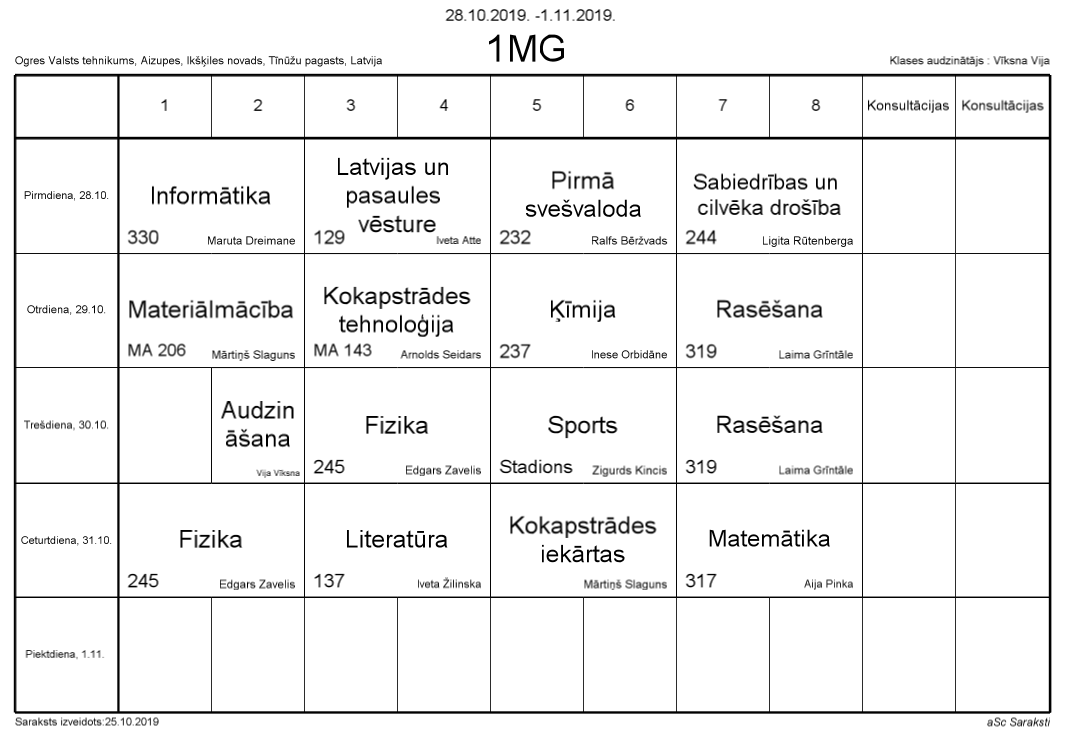 28.10.2019. -1.11.2019.
1MG
Ogres Valsts tehnikums, Aizupes, Ikšķiles novads, Tīnūžu pagasts, Latvija
Klases audzinātājs : Vīksna Vija
1 2 3 4 5 6 7 8 Konsultācijas Konsultācijas
Pirmdiena, 28.10.
Informātika
330 Maruta Dreimane
Latvijas un
pasaules
vēsture
129 Iveta Atte
Pirmā
svešvaloda
232 Ralfs Bēržvads
Sabiedrības un
cilvēka drošība
244 Ligita Rūtenberga
Otrdiena, 29.10.
Materiālmācība
MA 206 Mārtiņš Slaguns
Kokapstrādes
tehnoloģija
MA 143 Arnolds Seidars
Ķīmija
237 Inese Orbidāne
Rasēšana
319 Laima Grīntāle
Trešdiena, 30.10.
Audzin
āšana
Vija Vīksna
Fizika
245 Edgars Zavelis
Sports
Stadions Zigurds Kincis
Rasēšana
319 Laima Grīntāle
Ceturtdiena, 31.10.
Fizika
245 Edgars Zavelis
Literatūra
137 Iveta Žilinska
Kokapstrādes
iekārtas
Mārtiņš Slaguns
Matemātika
317 Aija Pinka
Piektdiena, 1.11.
Saraksts izveidots:25.10.2019
aSc Saraksti